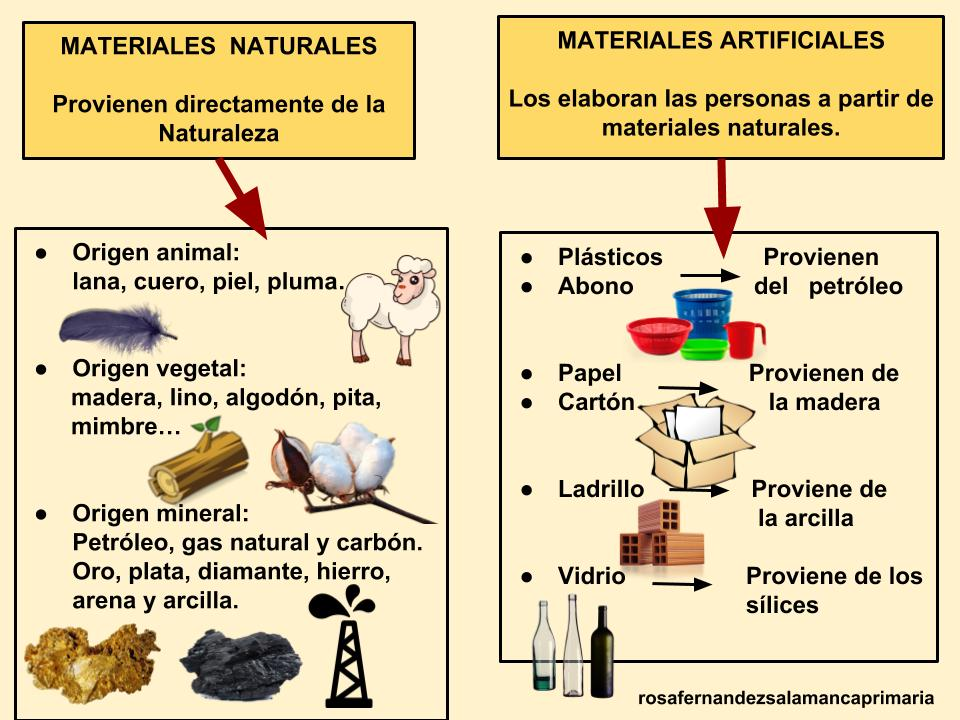 MATERIALES NATURALES
Provienen directamente de la
Naturaleza
● Origen animal:
lana, cuero, piel, pluma.
● Origen vegetal:
madera, lino, algodón, pita,
mimbre…
● Origen mineral:
Petróleo, gas natural y carbón.
Oro, plata, diamante, hierro,
arena y arcilla.
MATERIALES ARTIFICIALES
Los elaboran las personas a partir de
materiales naturales.
● Plásticos Provienen
● Abono del petróleo
● Papel Provienen de
● Cartón la madera
● Ladrillo Proviene de
la arcilla
● Vidrio Proviene de los
sílices
rosafernandezsalamancaprimaria